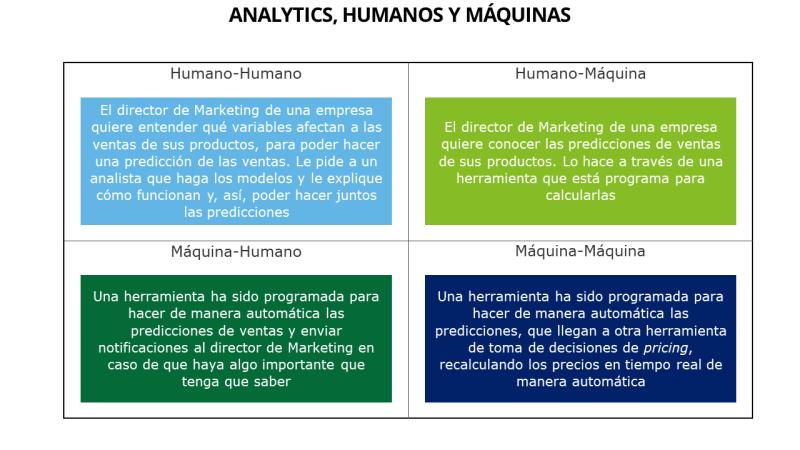 ANALYTICS, HUMANOS Y MÁQUINAS
Humano-Humano
El director de Marketing de una empresa
quiere entender qué variables afectan a las
ventas de sus productos, para poder hacer
una predicción de las ventas. Le pide a un
analista que haga los modelos y le explique
cómo funcionan y, así, poder hacer juntos
las predicciones
Humano-Máquina
El director de Marketing de una empresa
quiere conocer las predicciones de ventas
de sus productos. Lo hace a través de una
herramienta que está programa para
calcularlas
Máquina-Humano
Una herramienta ha sido programada para
hacer de manera automática las
predicciones de ventas y enviar
notificaciones al director de Marketing en
caso de que haya algo importante que
tenga que saber
Máquina-Máquina
Una herramienta ha sido programada para
hacer de manera automática las
predicciones, que llegan a otra herramienta
de toma de decisiones de pricing,
recalculando los precios en tiempo real de
manera automática